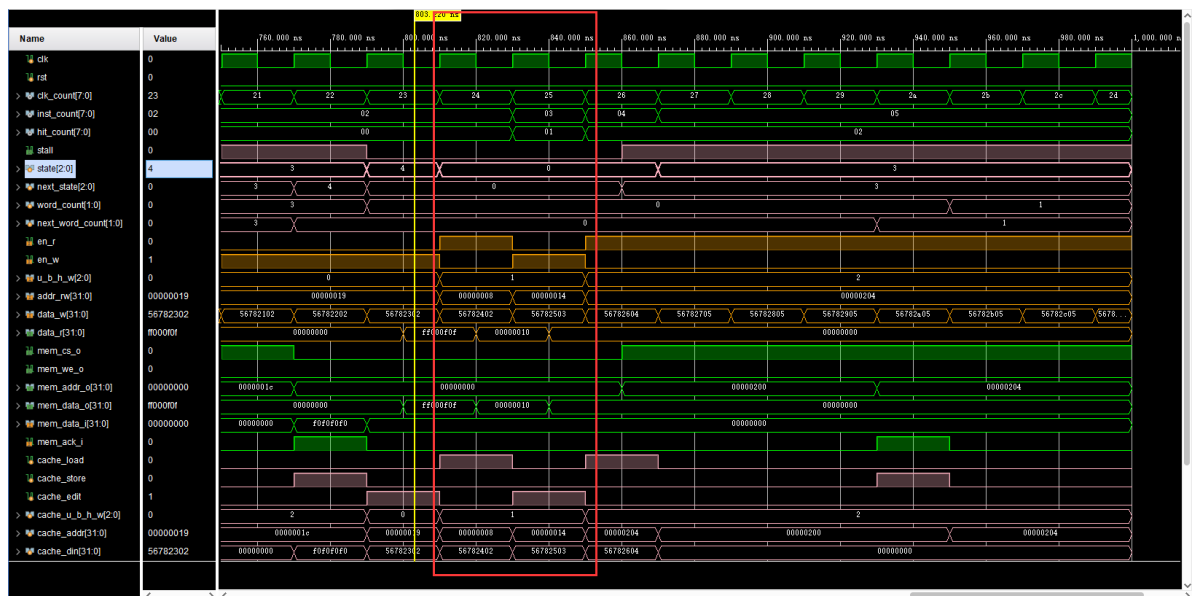 803.220 ns
Name Value
760.000 ns 780.000 ns 800.000 ns 820.000 ns 840.000 ns 860.000 ns 880.000 ns 900.000 ns 920.000 ns 940.000 ns 960.000 ns 980.000 ns 1,000.000 n
clk 0
rst 0
clk_count[7:0] 23 21 22 23 24 25 26 27 28 29 2a 2b 2c 2d
inst_count[7:0] 02 02 03 04 05
hit_count[7:0] 00 00 01 02
stall 0
state[2:0] 4 3 4 0 3
next_state[2:0] 0 3 4 0 3
word_count[1:0] 0 3 0 1
next_word_count[1:0] 0 3 0 1
en_r 0
en_w 1
u_b_h_w[2:0] 0 0 1 2
addr_rw[31:0] 00000019 00000019 00000008 00000014 00000204
data_w[31:0] 56782302 56782102 56782202 56782302 56782402 56782503 56782604 56782705 56782805 56782905 56782a05 56782b05 56782c05 5678...
data_r[31:0] ff000f0f 00000000 ff000f0f 00000010 00000000
mem_cs_o 0
mem_we_o 0
mem_addr_o[31:0] 00000000 0000001c 00000000 00000200 00000204
mem_data_o[31:0] ff000f0f 00000000 ff000f0f 00000010 00000000
mem_data_i[31:0] 00000000 00000000 f0f0f0f0 00000000
mem_ack_i 0
cache_load 0
cache_store 0
cache_edit 1
cache_u_b_h_w[2:0] 0 2 0 1 2
cache_addr[31:0] 00000019 0000001c 00000019 00000008 00000014 00000204 00000200 00000204
cache_din[31:0] 56782302 00000000 f0f0f0f0 56782302 56782402 56782503 56782604 00000000